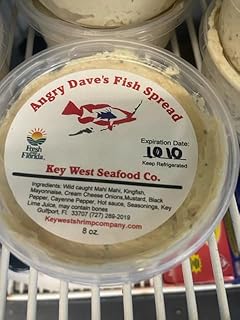 Angry Dave's Fish Spread
Fresh
from
Florida®
Expiration Date:
10 10
Keep Refrigerated
Key West Seafood Co.
Ingredients: Wild caught Mahi Mahi, Kingfish,
Mayonnaise, Cream Cheese Onions,Mustard, Black
Pepper, Cayenne Pepper, Hot sauce, Seasonings, Key
Lime Juice, may contain bones
Gulfport, Fl. 33707 (727) 289-2019
Keywestshrimpcompany.com
8 oz.